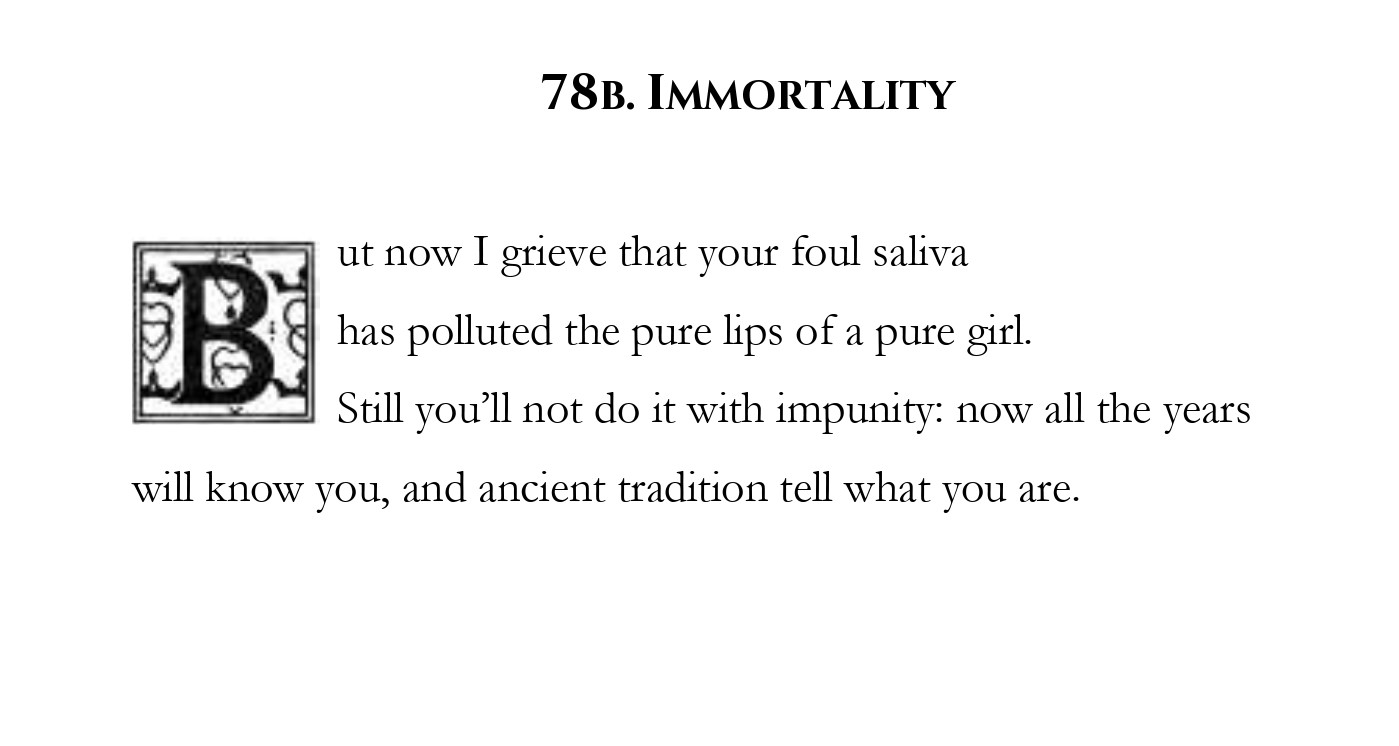 78B. IMMORTALITY
But now I grieve that your foul saliva
has polluted the pure lips of a pure girl.
Still you’ll not do it with impunity: now all the years
will know you, and ancient tradition tell what you are.